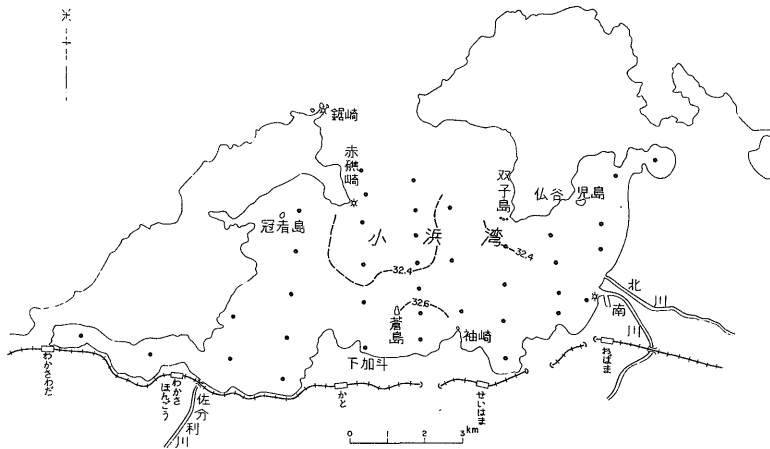 鋸崎
赤礁崎
双子島
仏谷
児島
冠者島
小浜湾
32.4
32.4
32.6
蒼島
袖崎
下加斗
北川
南川
佐分利川
わかさわだ
わかさほんごう
かと
せいはま
おばま
0 1 2 3 km